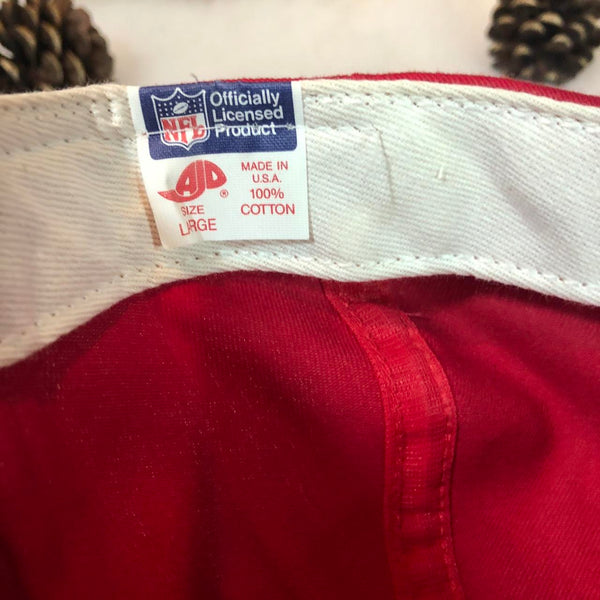 NFL
Officially
Licensed
Product
AJD
®
SIZE
LARGE
MADE IN
U.S.A.
100%
COTTON